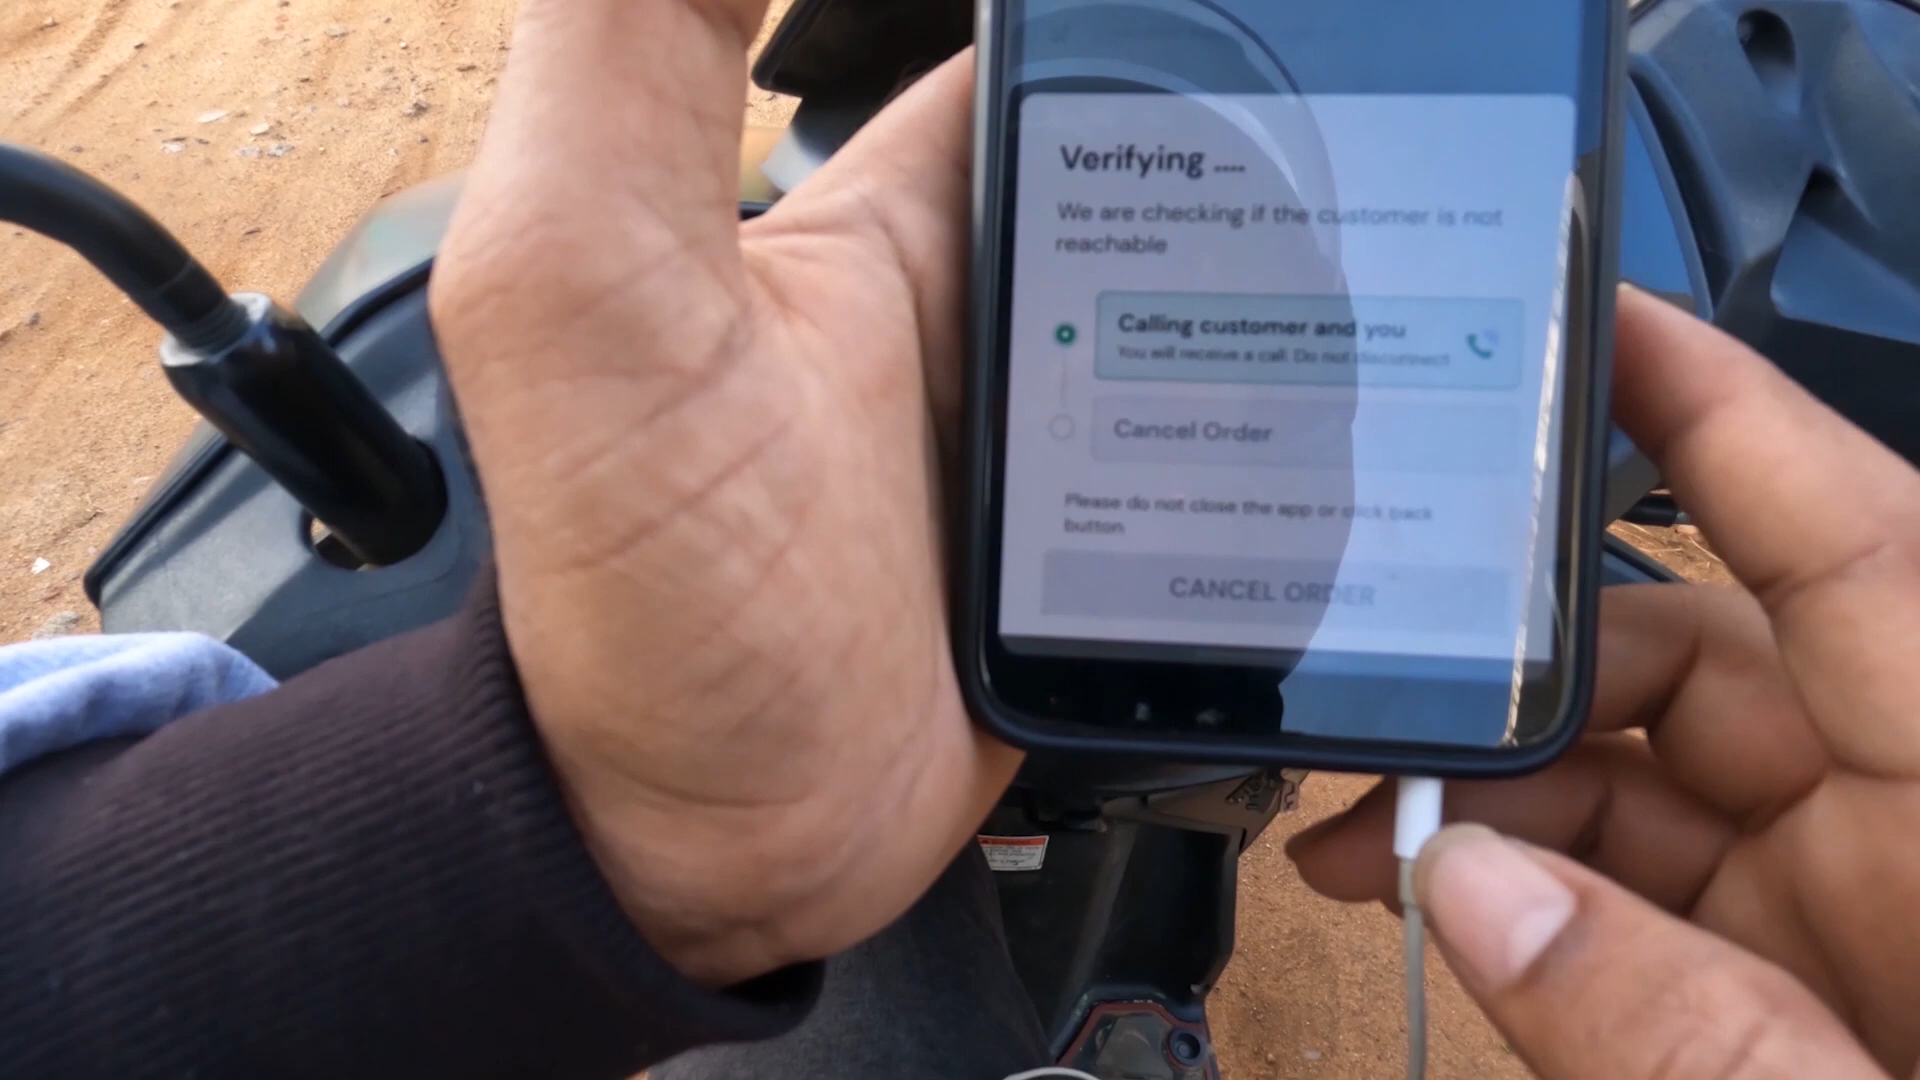 Verifying ....
We are checking if the customer is not
reachable
Calling customer and you
You will receive a call. Do not disconnect
Cancel Order
Please do not close the app or click back
button
CANCEL ORDER